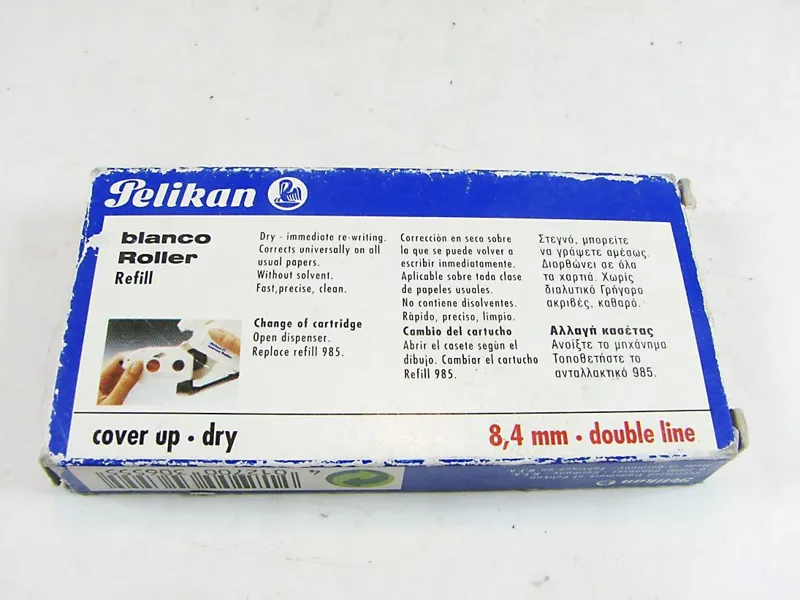 Pelikan
blanco
Roller
Refill
Dry - immediate re-writing.
Corrects universally on all
usual papers.
Without solvent.
Fast, precise, clean.
Change of cartridge
Open dispenser.
Replace refill 985.
Corrección en seco sobre
la que se puede volver a
escribir inmediatamente.
Aplicable sobre toda clase
de papeles usuales.
No contiene disolventes.
Rápido, preciso, limpio.
Cambio del cartucho
Abrir el casete según el
dibujo. Cambiar el cartucho
Refill 985.
Στεγνό, μπορείτε
να γράψετε αμέσως.
Διορθώνει σε όλα
τα χαρτιά. Χωρίς
διαλυτικό Γρήγορο
ακριβές, καθαρό.
Αλλαγή κασέτας
Ανοίξτε το μηχάνημα
Τοποθετήστε το
ανταλλακτικό 985.
cover up · dry
8,4 mm · double line
Pelikan